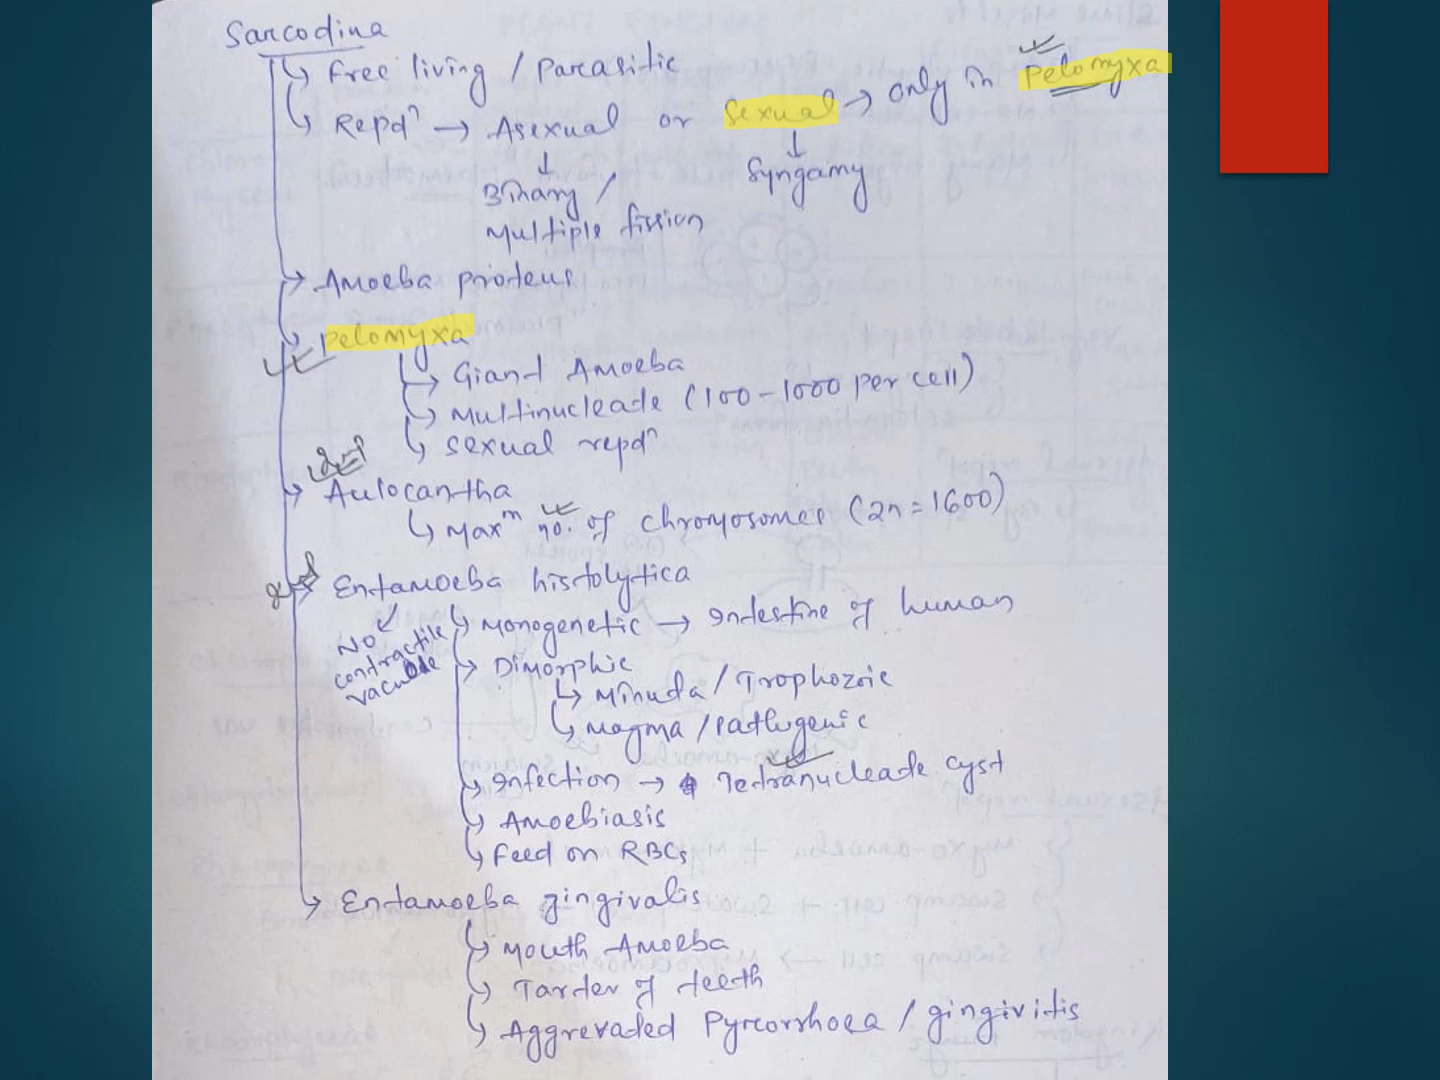 Sarcodina
Free living / Parasitic
Repdⁿ → Asexual or Sexual → only in Pelomyxa
↓ ↓
Binary / Syngamy
Multiple fission
Amoeba proteus
Pelomyxa
Giant Amoeba
Multinucleate (100-1000 per cell)
sexual repdⁿ
Aulocantha
Maxᵐ no. of chromosomes (2n = 1600)
Entamoeba histolytica
No contractile vacuole
Monogenetic → Intestine of human
Dimorphic
Minuta / Trophozoic
Magma / Pathogenic
Infection → Tetranucleate cyst
Amoebiasis
Feed on RBCs
Entamoeba gingivalis
Mouth Amoeba
Tarter of teeth
Aggrevated Pyreorrhoea / gingivitis